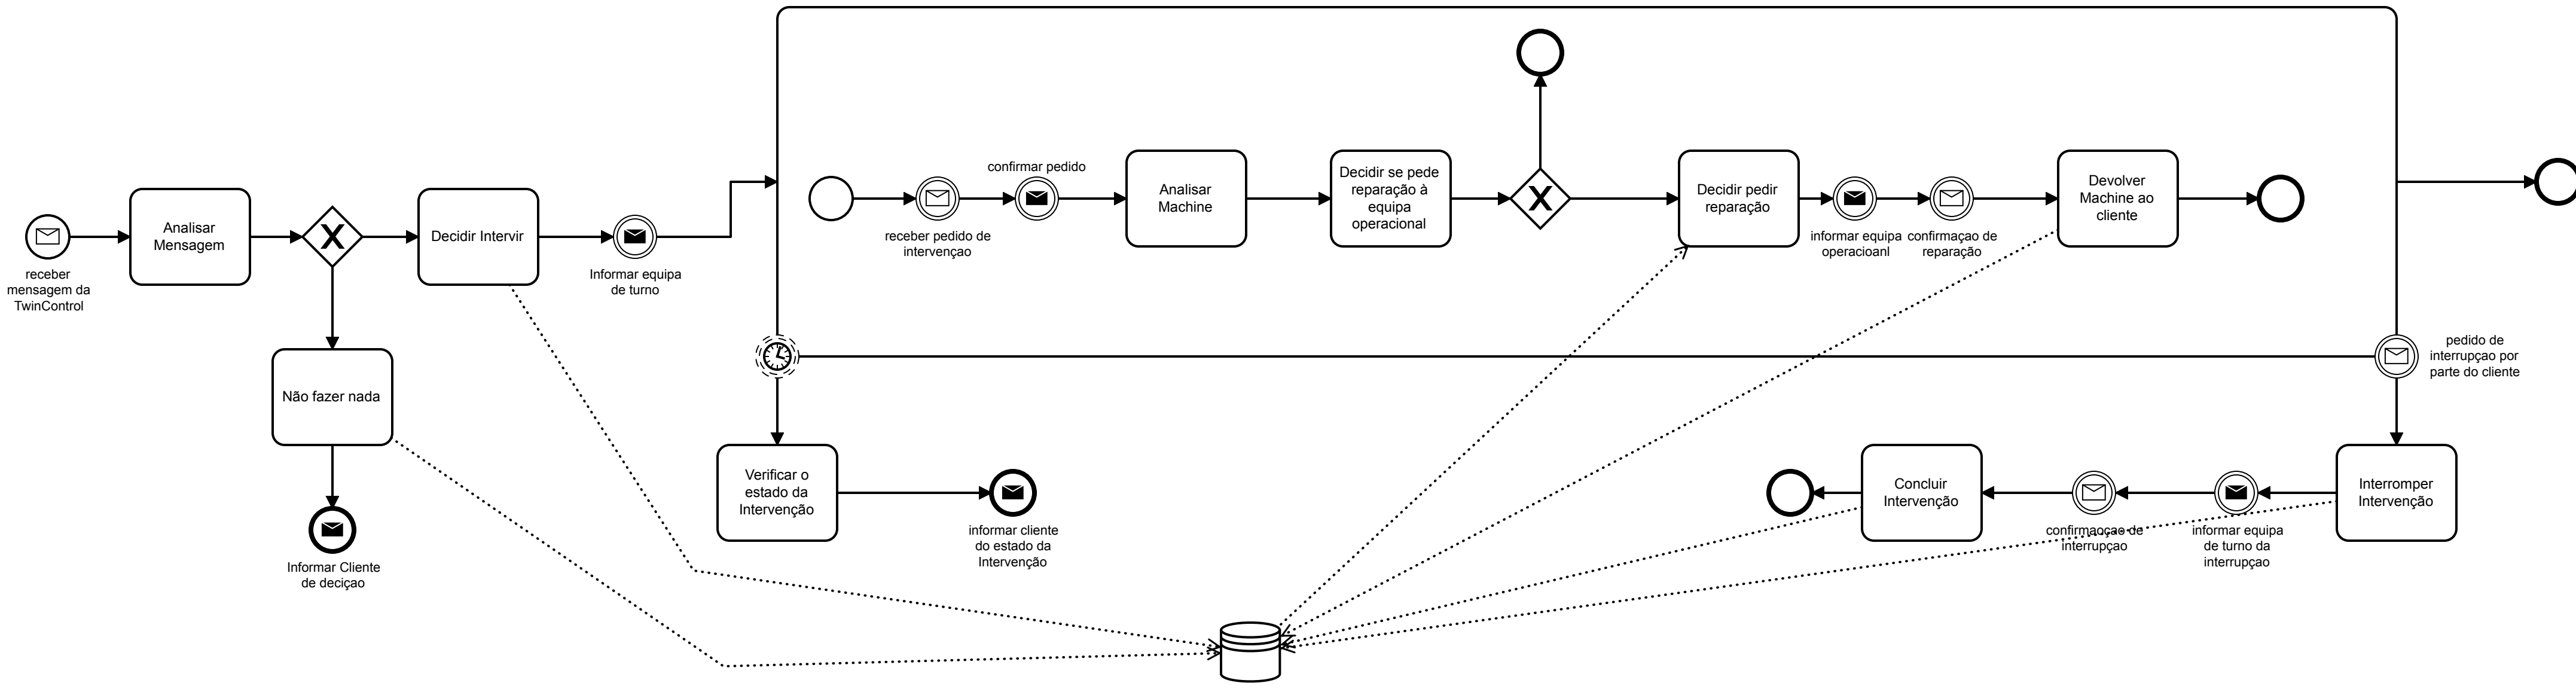 receber
mensagem da
TwinControl
Analisar
Mensagem
Decidir Intervir
Informar equipa
de turno
Não fazer nada
Informar Cliente
de deciçao
receber pedido de
intervençao
confirmar pedido
Analisar
Machine
Decidir se pede
reparação à
equipa
operacional
Decidir pedir
reparação
informar equipa
operacioanl
confirmaçao de
reparação
Devolver
Machine ao
cliente
pedido de
interrupçao por
parte do cliente
Verificar o
estado da
Intervenção
informar cliente
do estado da
Intervenção
Concluir
Intervenção
confirmaoçao de
interrupçao
informar equipa
de turno da
interrupçao
Interromper
Intervenção